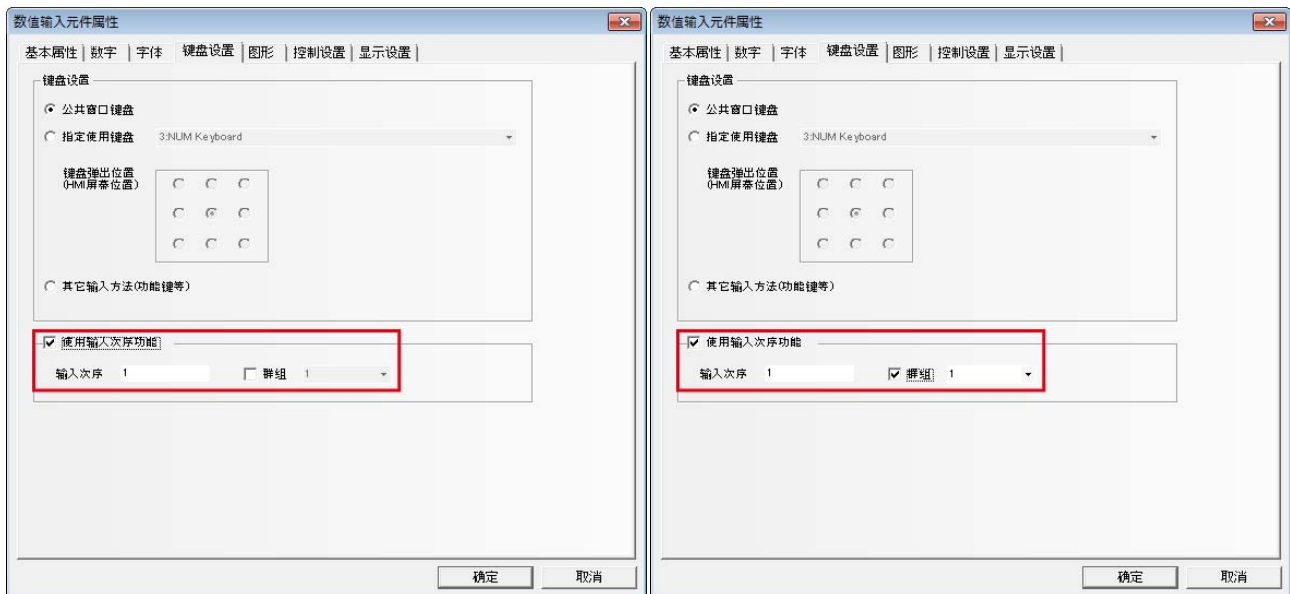 数值输入元件属性
基本属性 数字 字体 键盘设置 图形 控制设置 显示设置
键盘设置
公共窗口键盘
指定使用键盘 3:NUM Keyboard
键盘弹出位置
(HMI屏幕位置)
其它输入方法(功能键等)
使用输入次序功能
输入次序 1 群组 1
确定 取消
数值输入元件属性
基本属性 数字 字体 键盘设置 图形 控制设置 显示设置
键盘设置
公共窗口键盘
指定使用键盘 3:NUM Keyboard
键盘弹出位置
(HMI屏幕位置)
其它输入方法(功能键等)
使用输入次序功能
输入次序 1 群组 1
确定 取消